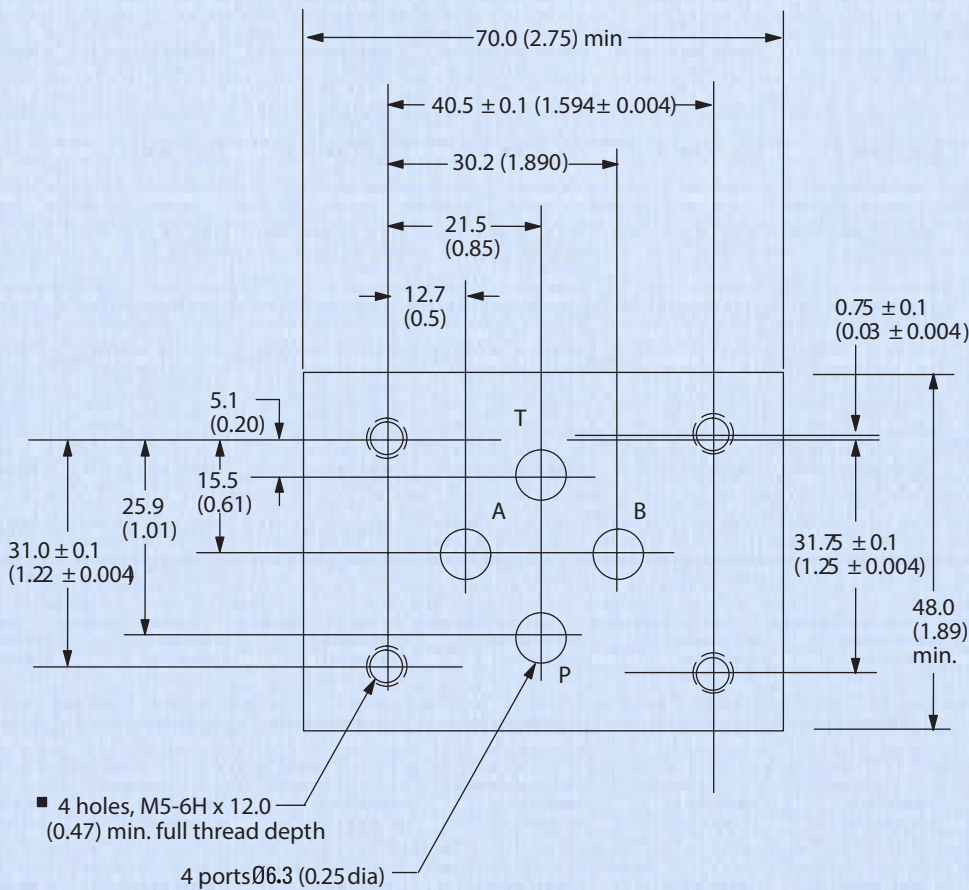 70.0 (2.75) min
40.5 ± 0.1 (1.594± 0.004)
30.2 (1.890)
21.5
(0.85)
12.7
(0.5)
0.75 ± 0.1
(0.03 ± 0.004)
5.1
(0.20)
T
15.5
(0.61)
25.9
(1.01)
A
B
31.0 ± 0.1
(1.22 ± 0.004
31.75 ± 0.1
(1.25 ± 0.004)
48.0
(1.89)
min.
P
■ 4 holes, M5-6H x 12.0
(0.47) min. full thread depth
4 ports Ø6.3 (0.25 dia)